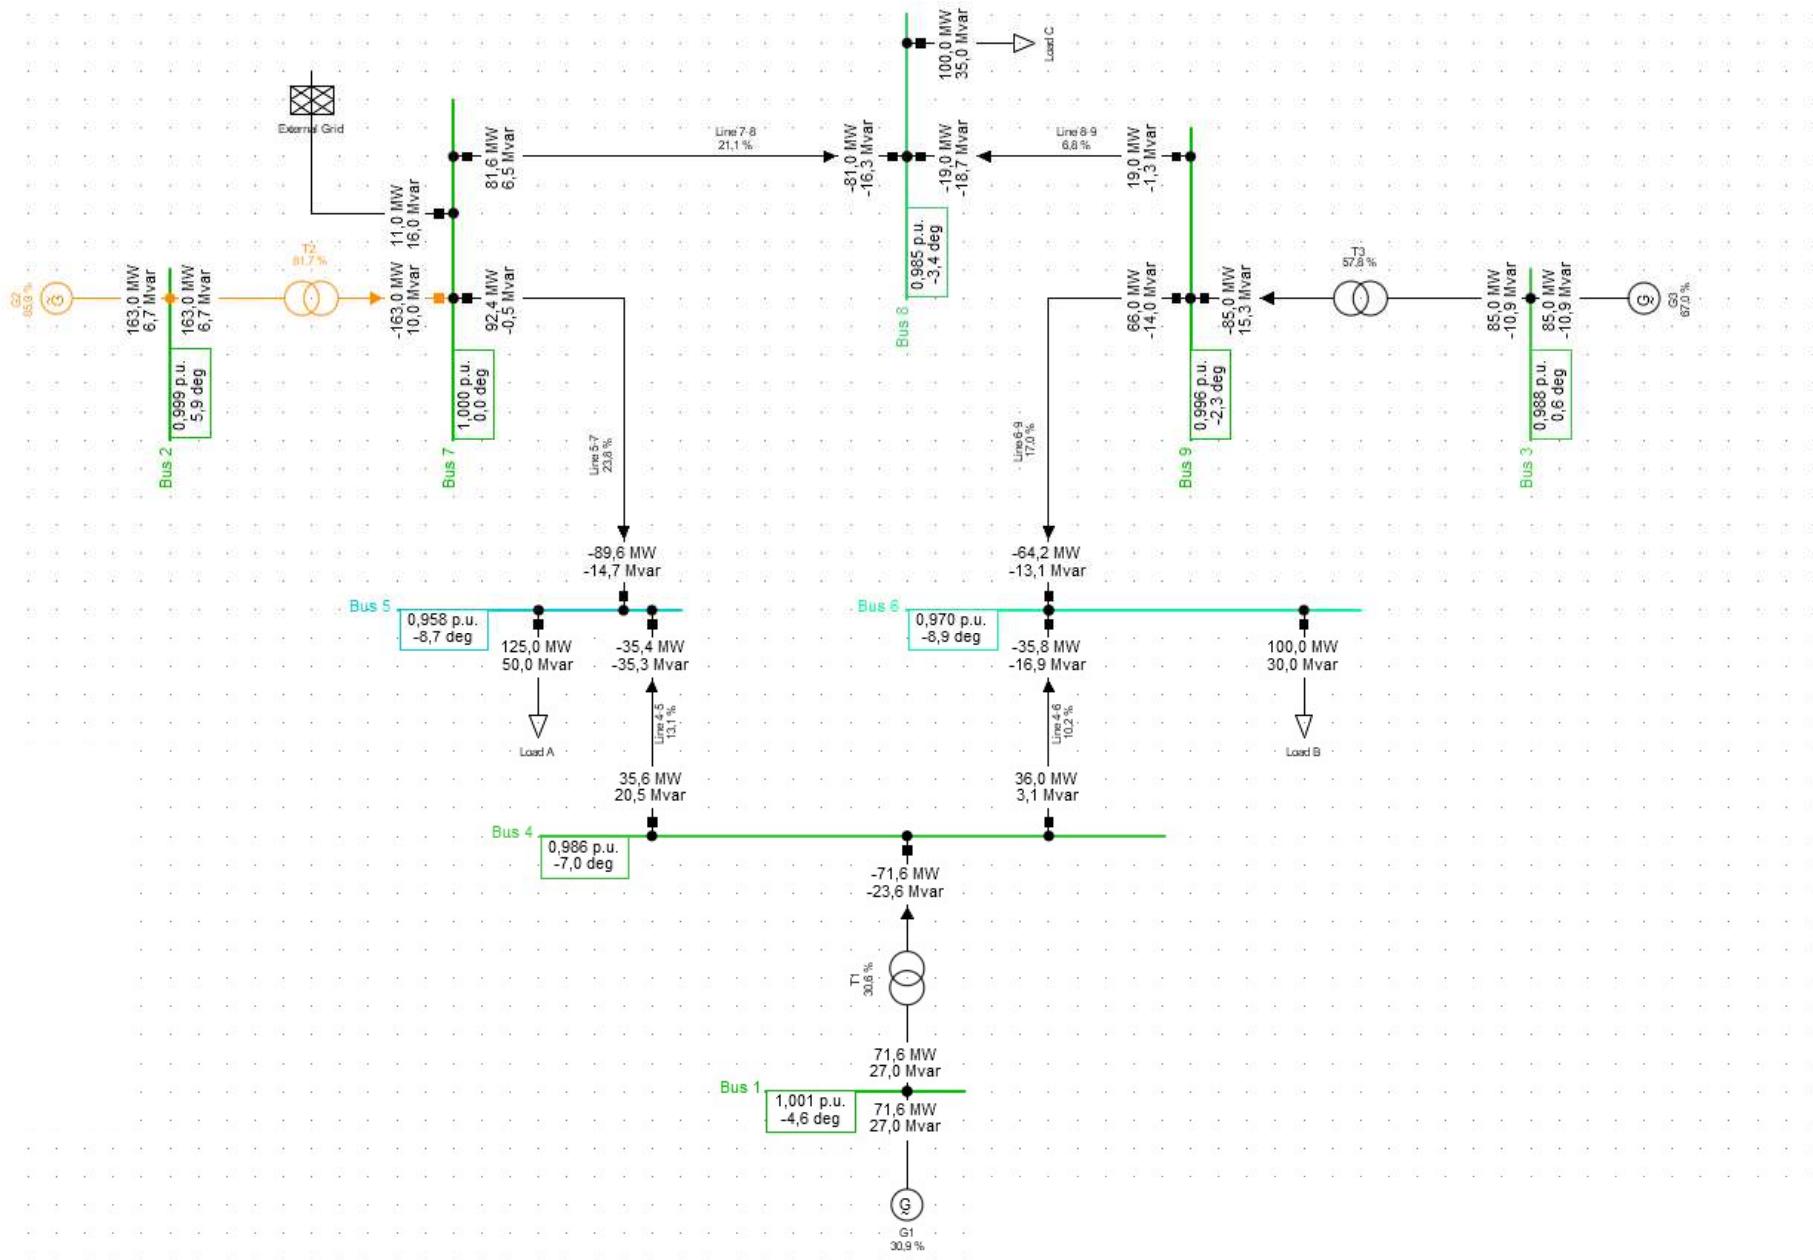 100,0 MW
35,0 Mvar
Load C
External Grid
81,6 MW
6,5 Mvar
Line 7-8
21,1 %
-81,0 MW
-16,3 Mvar
-19,0 MW
-18,7 Mvar
Line 8-9
6,8 %
19,0 MW
-1,3 Mvar
11,0 MW
16,0 Mvar
0,985 p.u.
-3,4 deg
Bus 8
G2
85,9 %
163,0 MW
6,7 Mvar
163,0 MW
6,7 Mvar
T2
81,7 %
-163,0 MW
10,0 Mvar
92,4 MW
-0,5 Mvar
66,0 MW
-14,0 Mvar
-85,0 MW
15,3 Mvar
T3
57,8 %
85,0 MW
-10,9 Mvar
85,0 MW
-10,9 Mvar
G3
67,0 %
0,999 p.u.
5,9 deg
Bus 2
1,000 p.u.
0,0 deg
Bus 7
0,996 p.u.
-2,3 deg
Bus 9
0,988 p.u.
0,6 deg
Bus 3
Line 5-7
23,8 %
Line 6-9
17,0 %
-89,6 MW
-14,7 Mvar
-64,2 MW
-13,1 Mvar
Bus 5
0,958 p.u.
-8,7 deg
125,0 MW
50,0 Mvar
-35,4 MW
-35,3 Mvar
Bus 6
0,970 p.u.
-8,9 deg
-35,8 MW
-16,9 Mvar
100,0 MW
30,0 Mvar
Load A
Line 4-5
13,1 %
Line 4-6
10,2 %
Load B
35,6 MW
20,5 Mvar
36,0 MW
3,1 Mvar
Bus 4
0,986 p.u.
-7,0 deg
-71,6 MW
-23,6 Mvar
T1
30,6 %
71,6 MW
27,0 Mvar
Bus 1
1,001 p.u.
-4,6 deg
71,6 MW
27,0 Mvar
G1
30,9 %